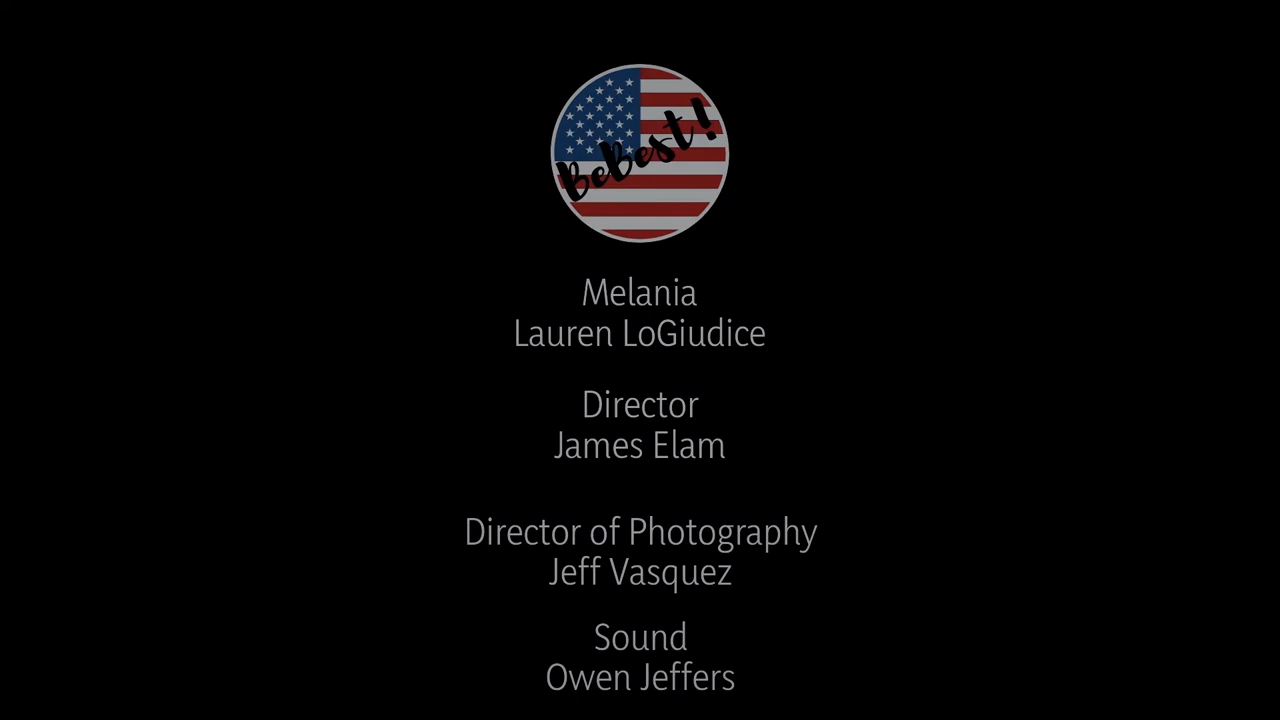 BeBest!
Melania
Lauren LoGiudice
Director
James Elam
Director of Photography
Jeff Vasquez
Sound
Owen Jeffers